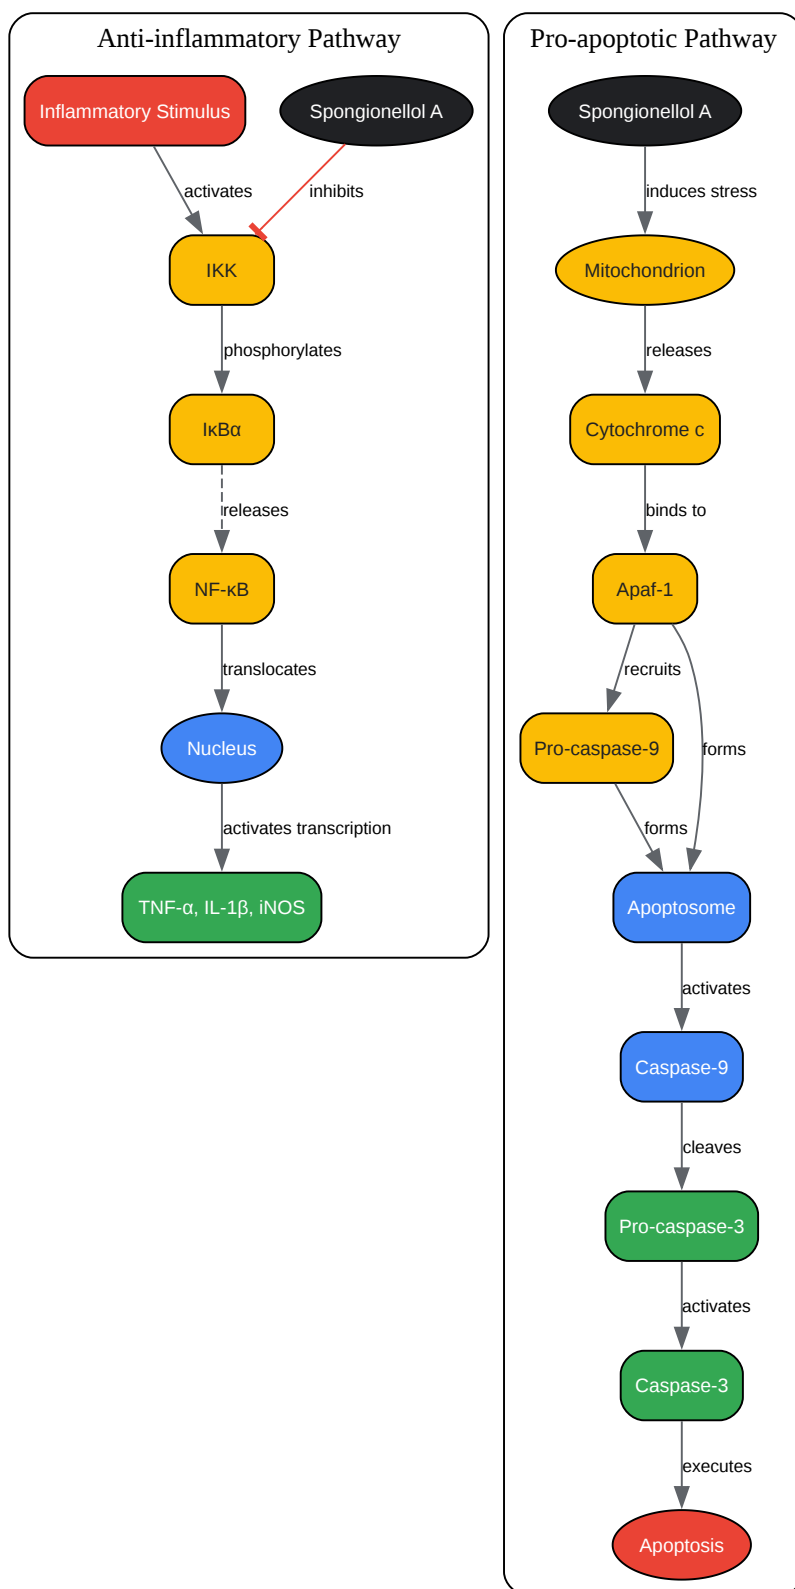 Anti-inflammatory Pathway
Inflammatory Stimulus
Spongionellol A
activates
inhibits
IKK
phosphorylates
IκBα
releases
NF-κB
translocates
Nucleus
activates transcription
TNF-α, IL-1β, iNOS
Pro-apoptotic Pathway
Spongionellol A
induces stress
Mitochondrion
releases
Cytochrome c
binds to
Apaf-1
recruits
Pro-caspase-9
forms
forms
Apoptosome
activates
Caspase-9
cleaves
Pro-caspase-3
activates
Caspase-3
executes
Apoptosis